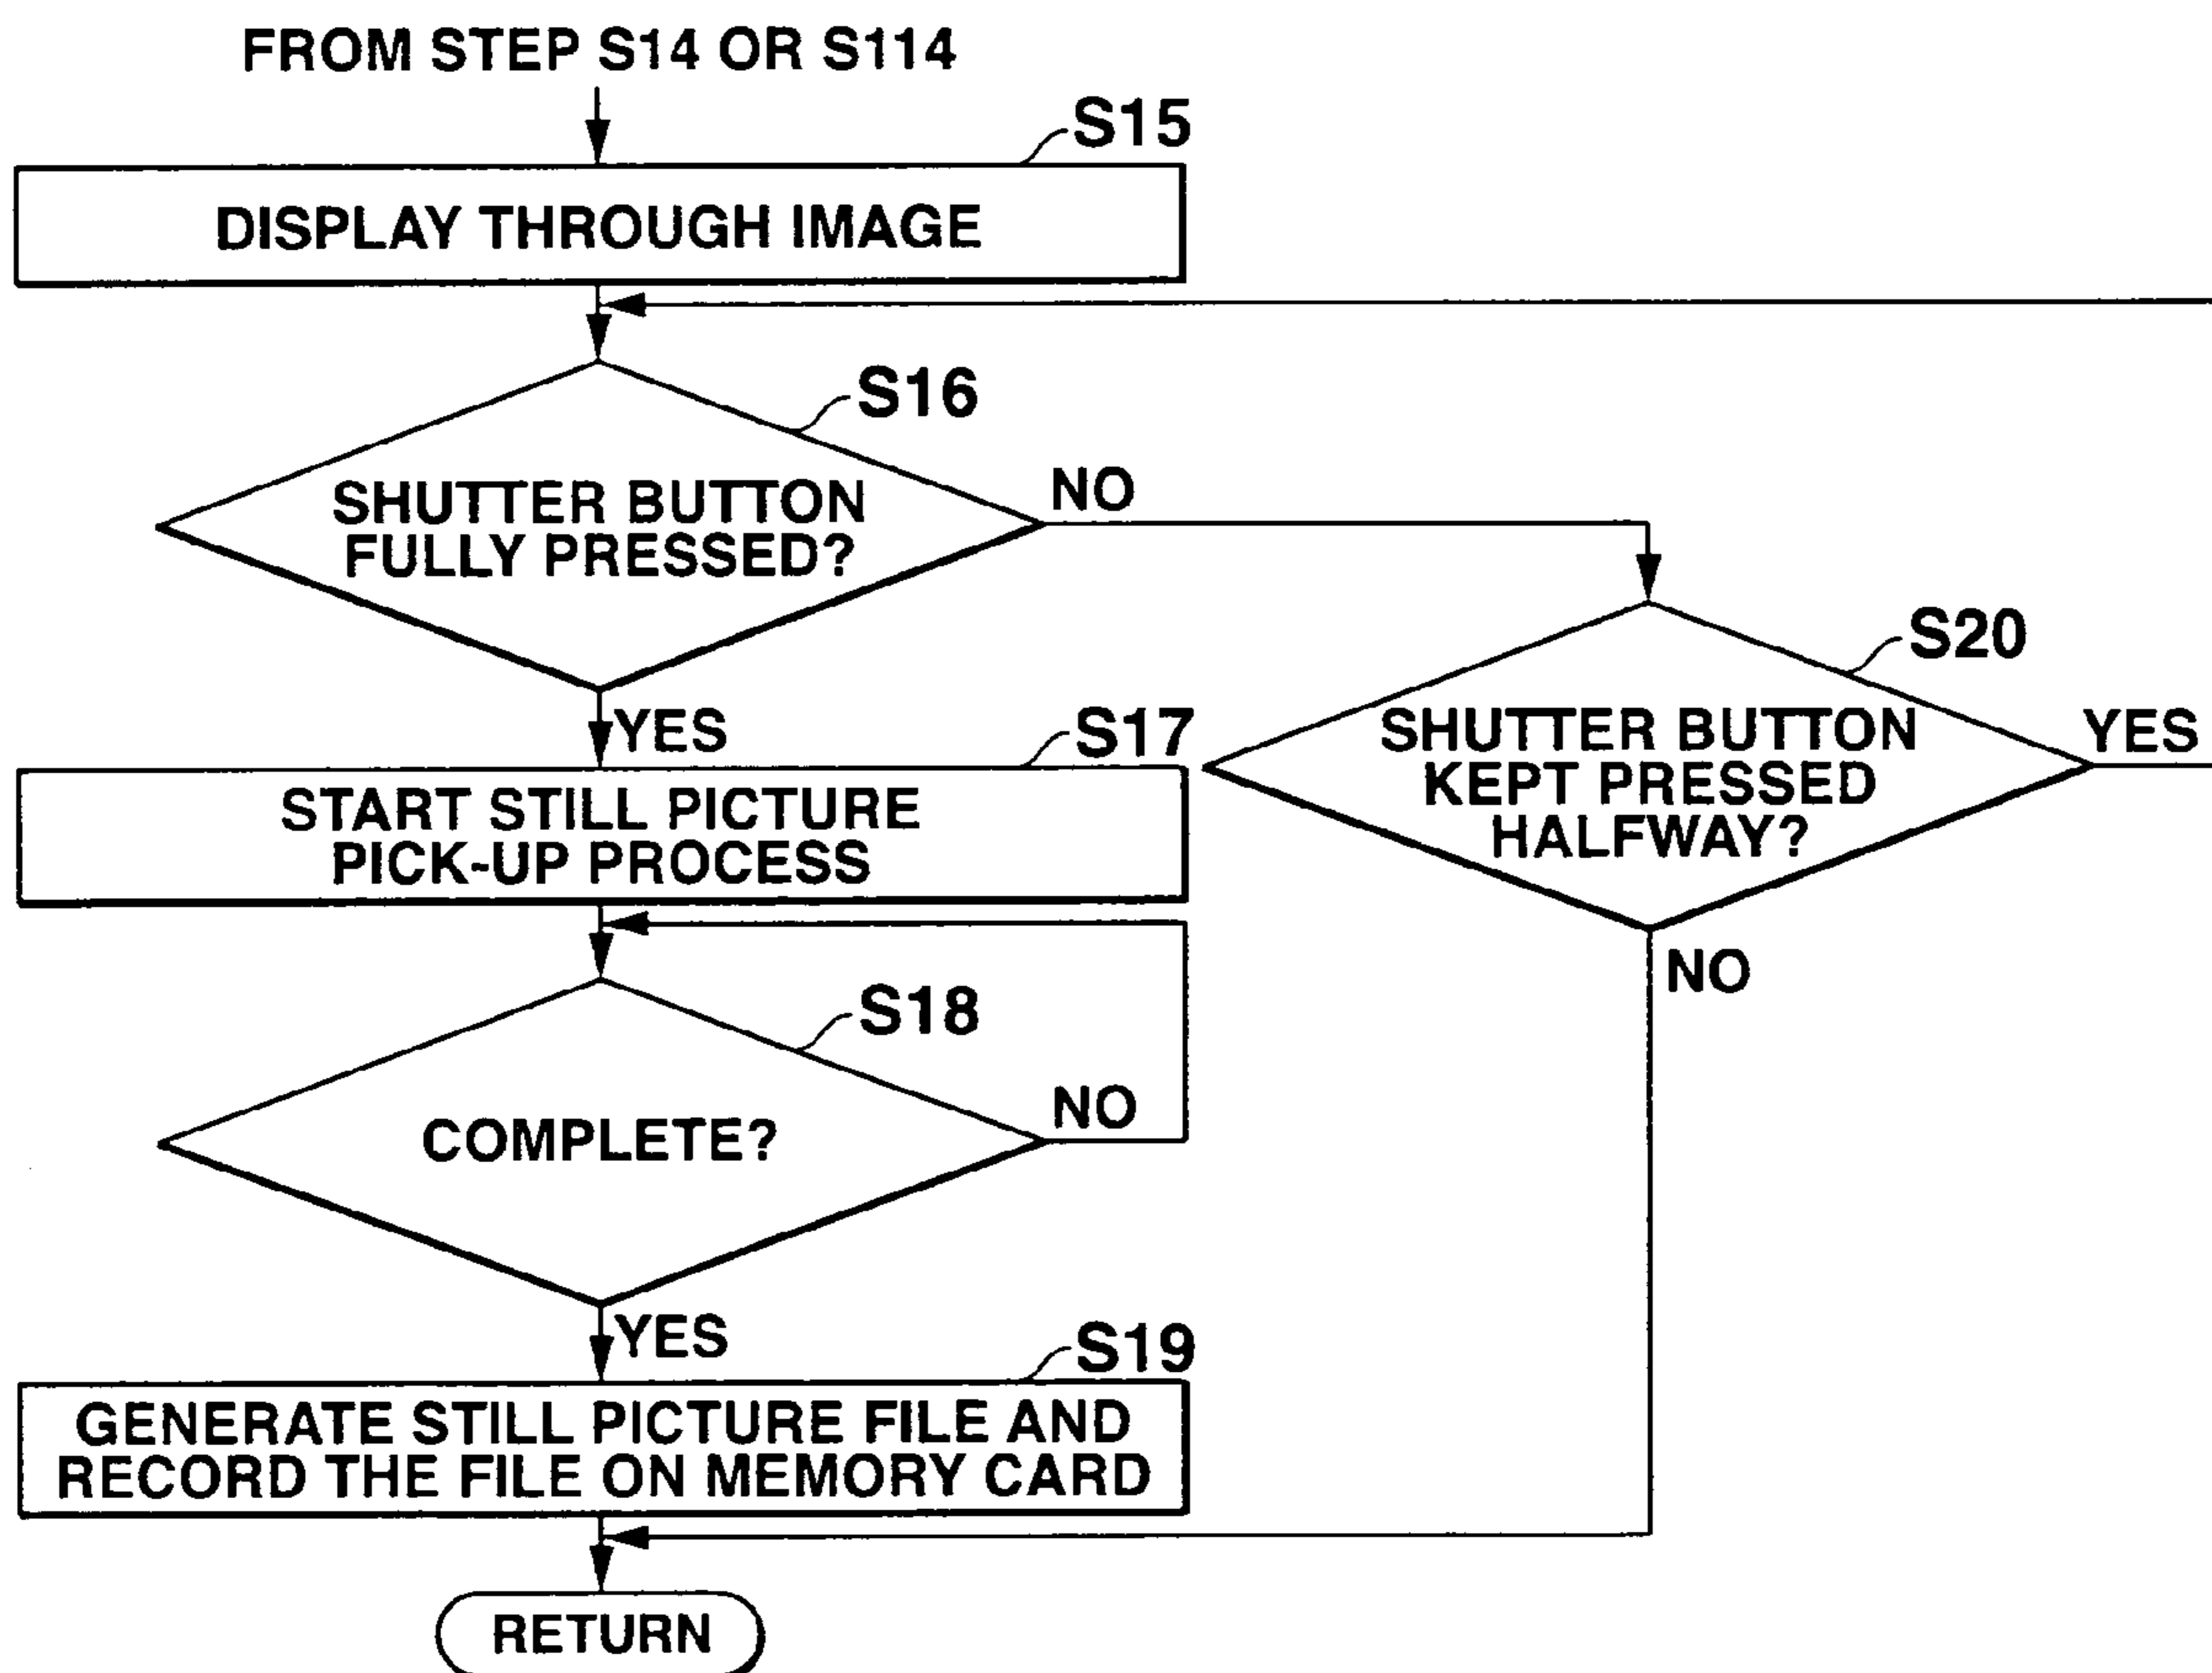 FROM STEP S14 OR S114
S15
DISPLAY THROUGH IMAGE
S16
SHUTTER BUTTON
FULLY PRESSED?
NO
YES
S20
SHUTTER BUTTON
KEPT PRESSED
HALFWAY?
YES
NO
S17
START STILL PICTURE
PICK-UP PROCESS
S18
COMPLETE?
NO
YES
S19
GENERATE STILL PICTURE FILE AND
RECORD THE FILE ON MEMORY CARD
RETURN